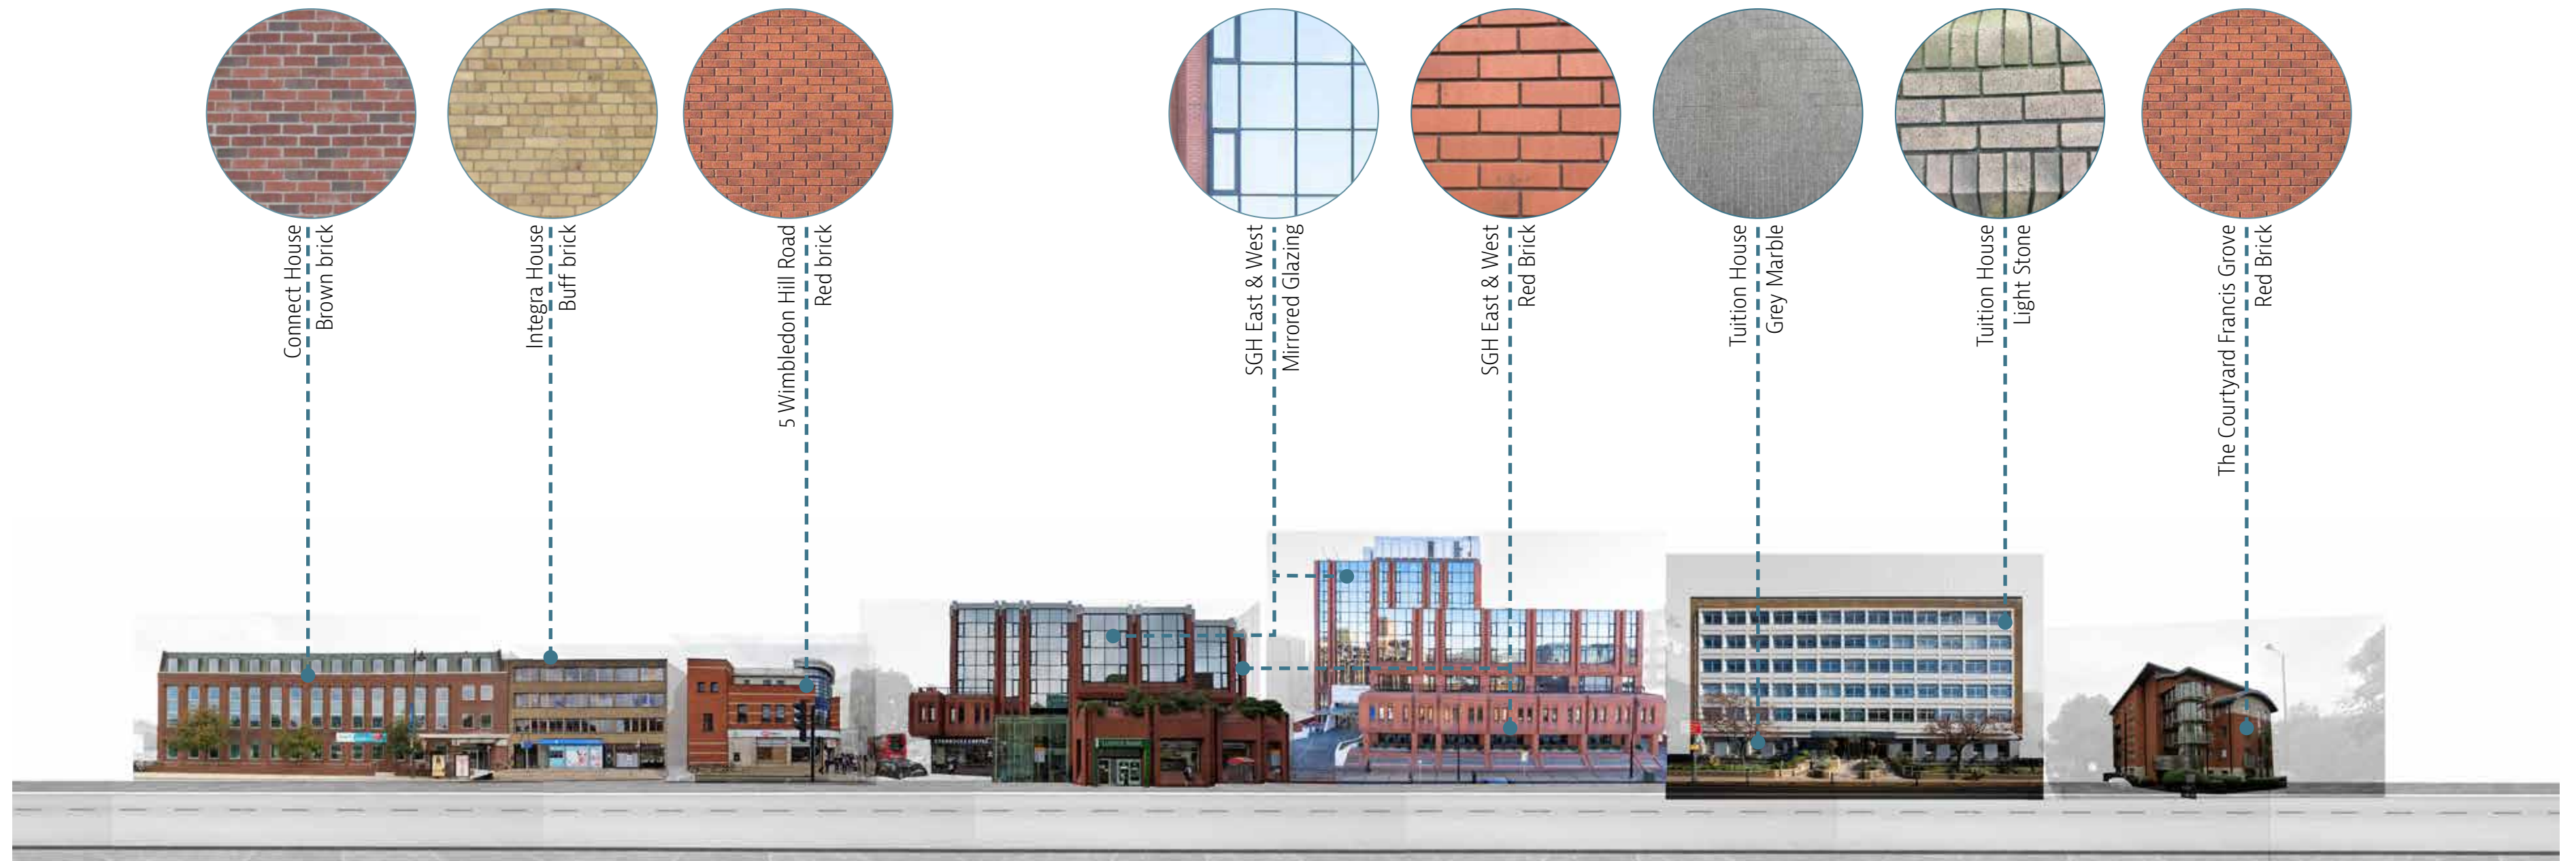 Connect House
Brown brick
Integra House
Buff brick
5 Wimbledon Hill Road
Red brick
SGH East & West
Mirrored Glazing
SGH East & West
Red Brick
Tuition House
Grey Marble
Tuition House
Light Stone
The Courtyard Francis Grove
Red Brick